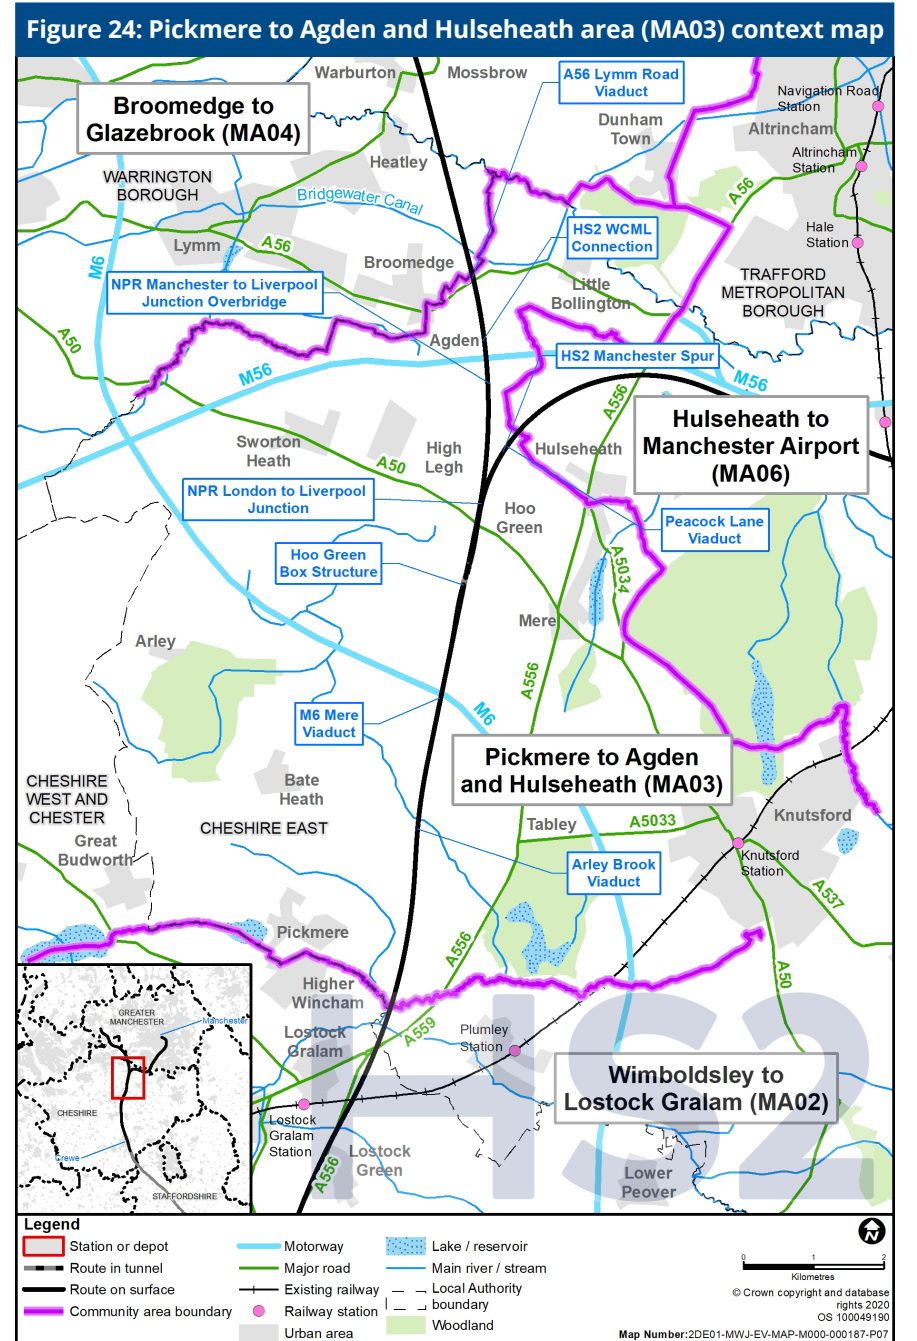 Figure 24: Pickmere to Agden and Hulseheath area (MA03) context map
Warburton
Mossbrow
A56 Lymm Road
Viaduct
Navigation Road
Station
Broomedge to
Glazebrook (MA04)
Dunham
Town
Altrincham
Altrincham
Station
Heatley
WARRINGTON
BOROUGH
Bridgewater Canal
A56
HS2 WCML
Connection
Hale
Station
Lymm
A56
M6
Broomedge
NPR Manchester to Liverpool
Junction Overbridge
Little
Bollington
TRAFFORD
METROPOLITAN
BOROUGH
A50
Agden
HS2 Manchester Spur
M56
M56
A556
Hulseheath to
Manchester Airport
(MA06)
Sworton
Heath
High
Legh
Hulseheath
A50
NPR London to Liverpool
Junction
Hoo
Green
Peacock Lane
Viaduct
Hoo Green
Box Structure
A5034
Mere
Arley
A556
M6 Mere
Viaduct
M6
Pickmere to Agden
and Hulseheath (MA03)
CHESHIRE
WEST AND
CHESTER
Bate
Heath
CHESHIRE EAST
Tabley
A5033
Knutsford
Great
Budworth
Knutsford
Station
Arley Brook
Viaduct
A537
Pickmere
A556
A50
Higher
Wincham
Lostock
Gralam
A559
Plumley
Station
HS2
Wimboldsley to
Lostock Gralam (MA02)
Lostock
Gralam
Station
Lostock
Green
A556
Lower
Peover
GREATER
MANCHESTER
Manchester
CHESHIRE
Crewe
STAFFORDSHIRE
Legend
Station or depot
Route in tunnel
Route on surface
Community area boundary
Motorway
Major road
Existing railway
Railway station
Urban area
Lake / reservoir
Main river / stream
Local Authority
boundary
Woodland
N
0 1 2
Kilometres
© Crown copyright and database
rights 2020
OS 100049190
Map Number:2DE01-MWJ-EV-MAP-M000-000187-P07